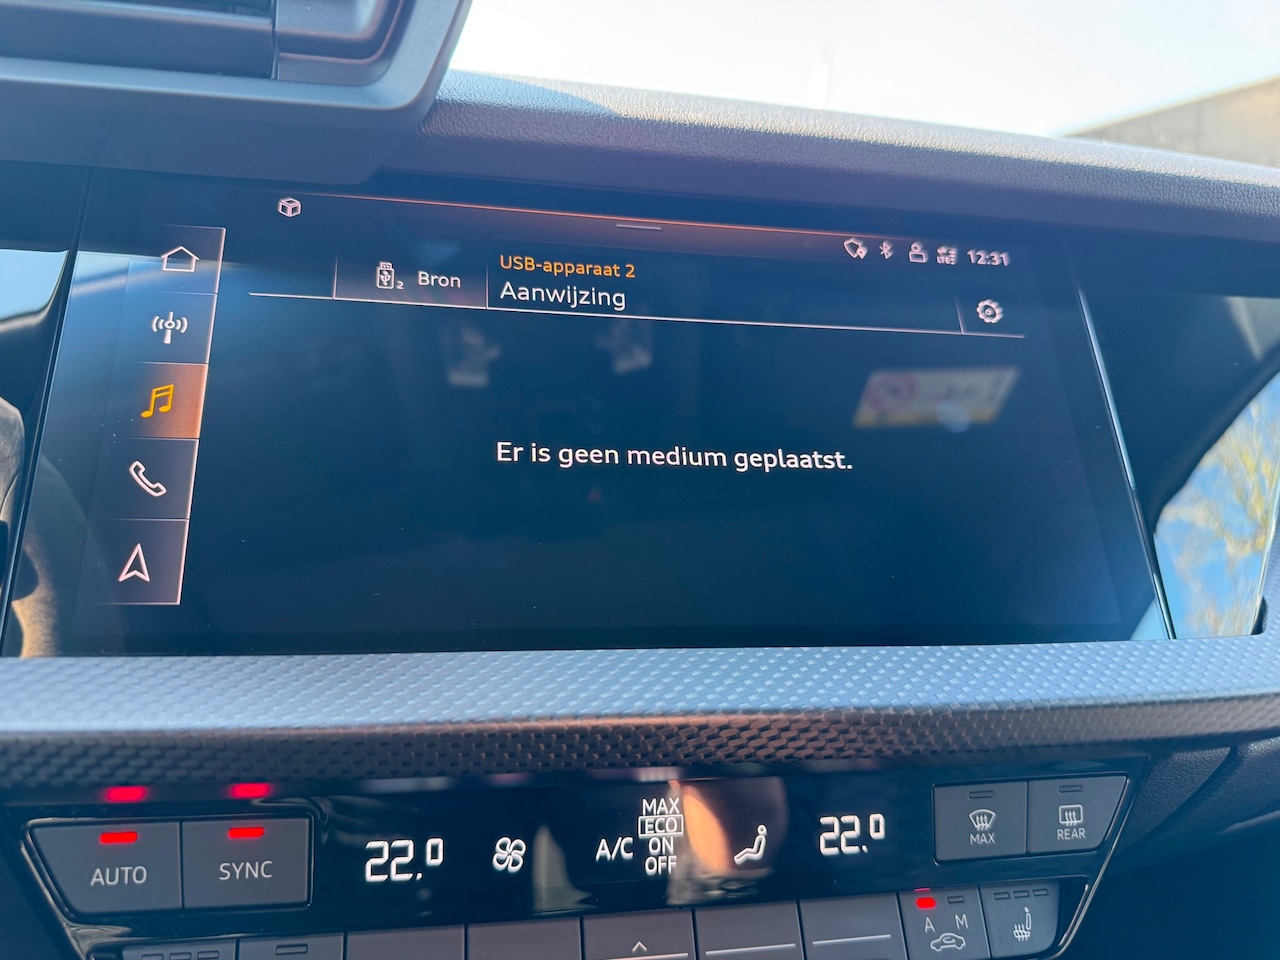 12:31
USB-apparaat 2
2 Bron
Aanwijzing
Er is geen medium geplaatst.
AUTO
SYNC
22.0
A/C
MAX
ECO
ON
OFF
22.0
MAX
REAR
A M